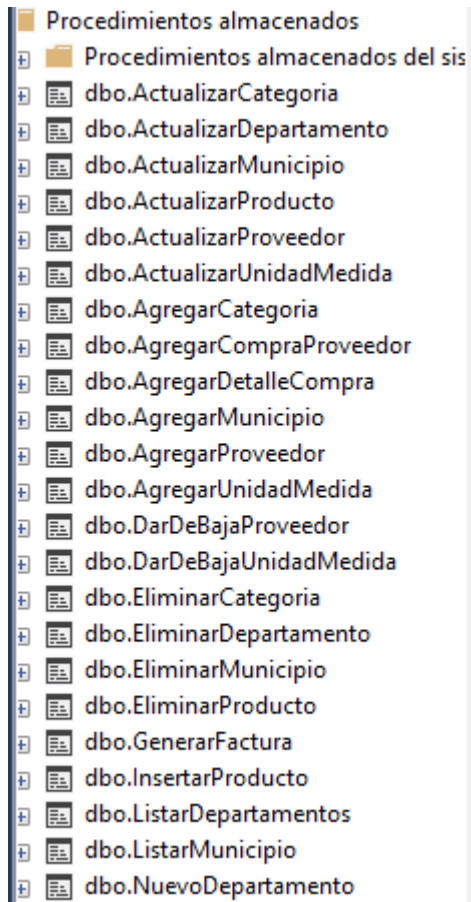 Procedimientos almacenados
Procedimientos almacenados del sis
dbo.ActualizarCategoria
dbo.ActualizarDepartamento
dbo.ActualizarMunicipio
dbo.ActualizarProducto
dbo.ActualizarProveedor
dbo.ActualizarUnidadMedida
dbo.AgregarCategoria
dbo.AgregarCompraProveedor
dbo.AgregarDetalleCompra
dbo.AgregarMunicipio
dbo.AgregarProveedor
dbo.AgregarUnidadMedida
dbo.DarDeBajaProveedor
dbo.DarDeBajaUnidadMedida
dbo.EliminarCategoria
dbo.EliminarDepartamento
dbo.EliminarMunicipio
dbo.EliminarProducto
dbo.GenerarFactura
dbo.InsertarProducto
dbo.ListarDepartamentos
dbo.ListarMunicipio
dbo.NuevoDepartamento